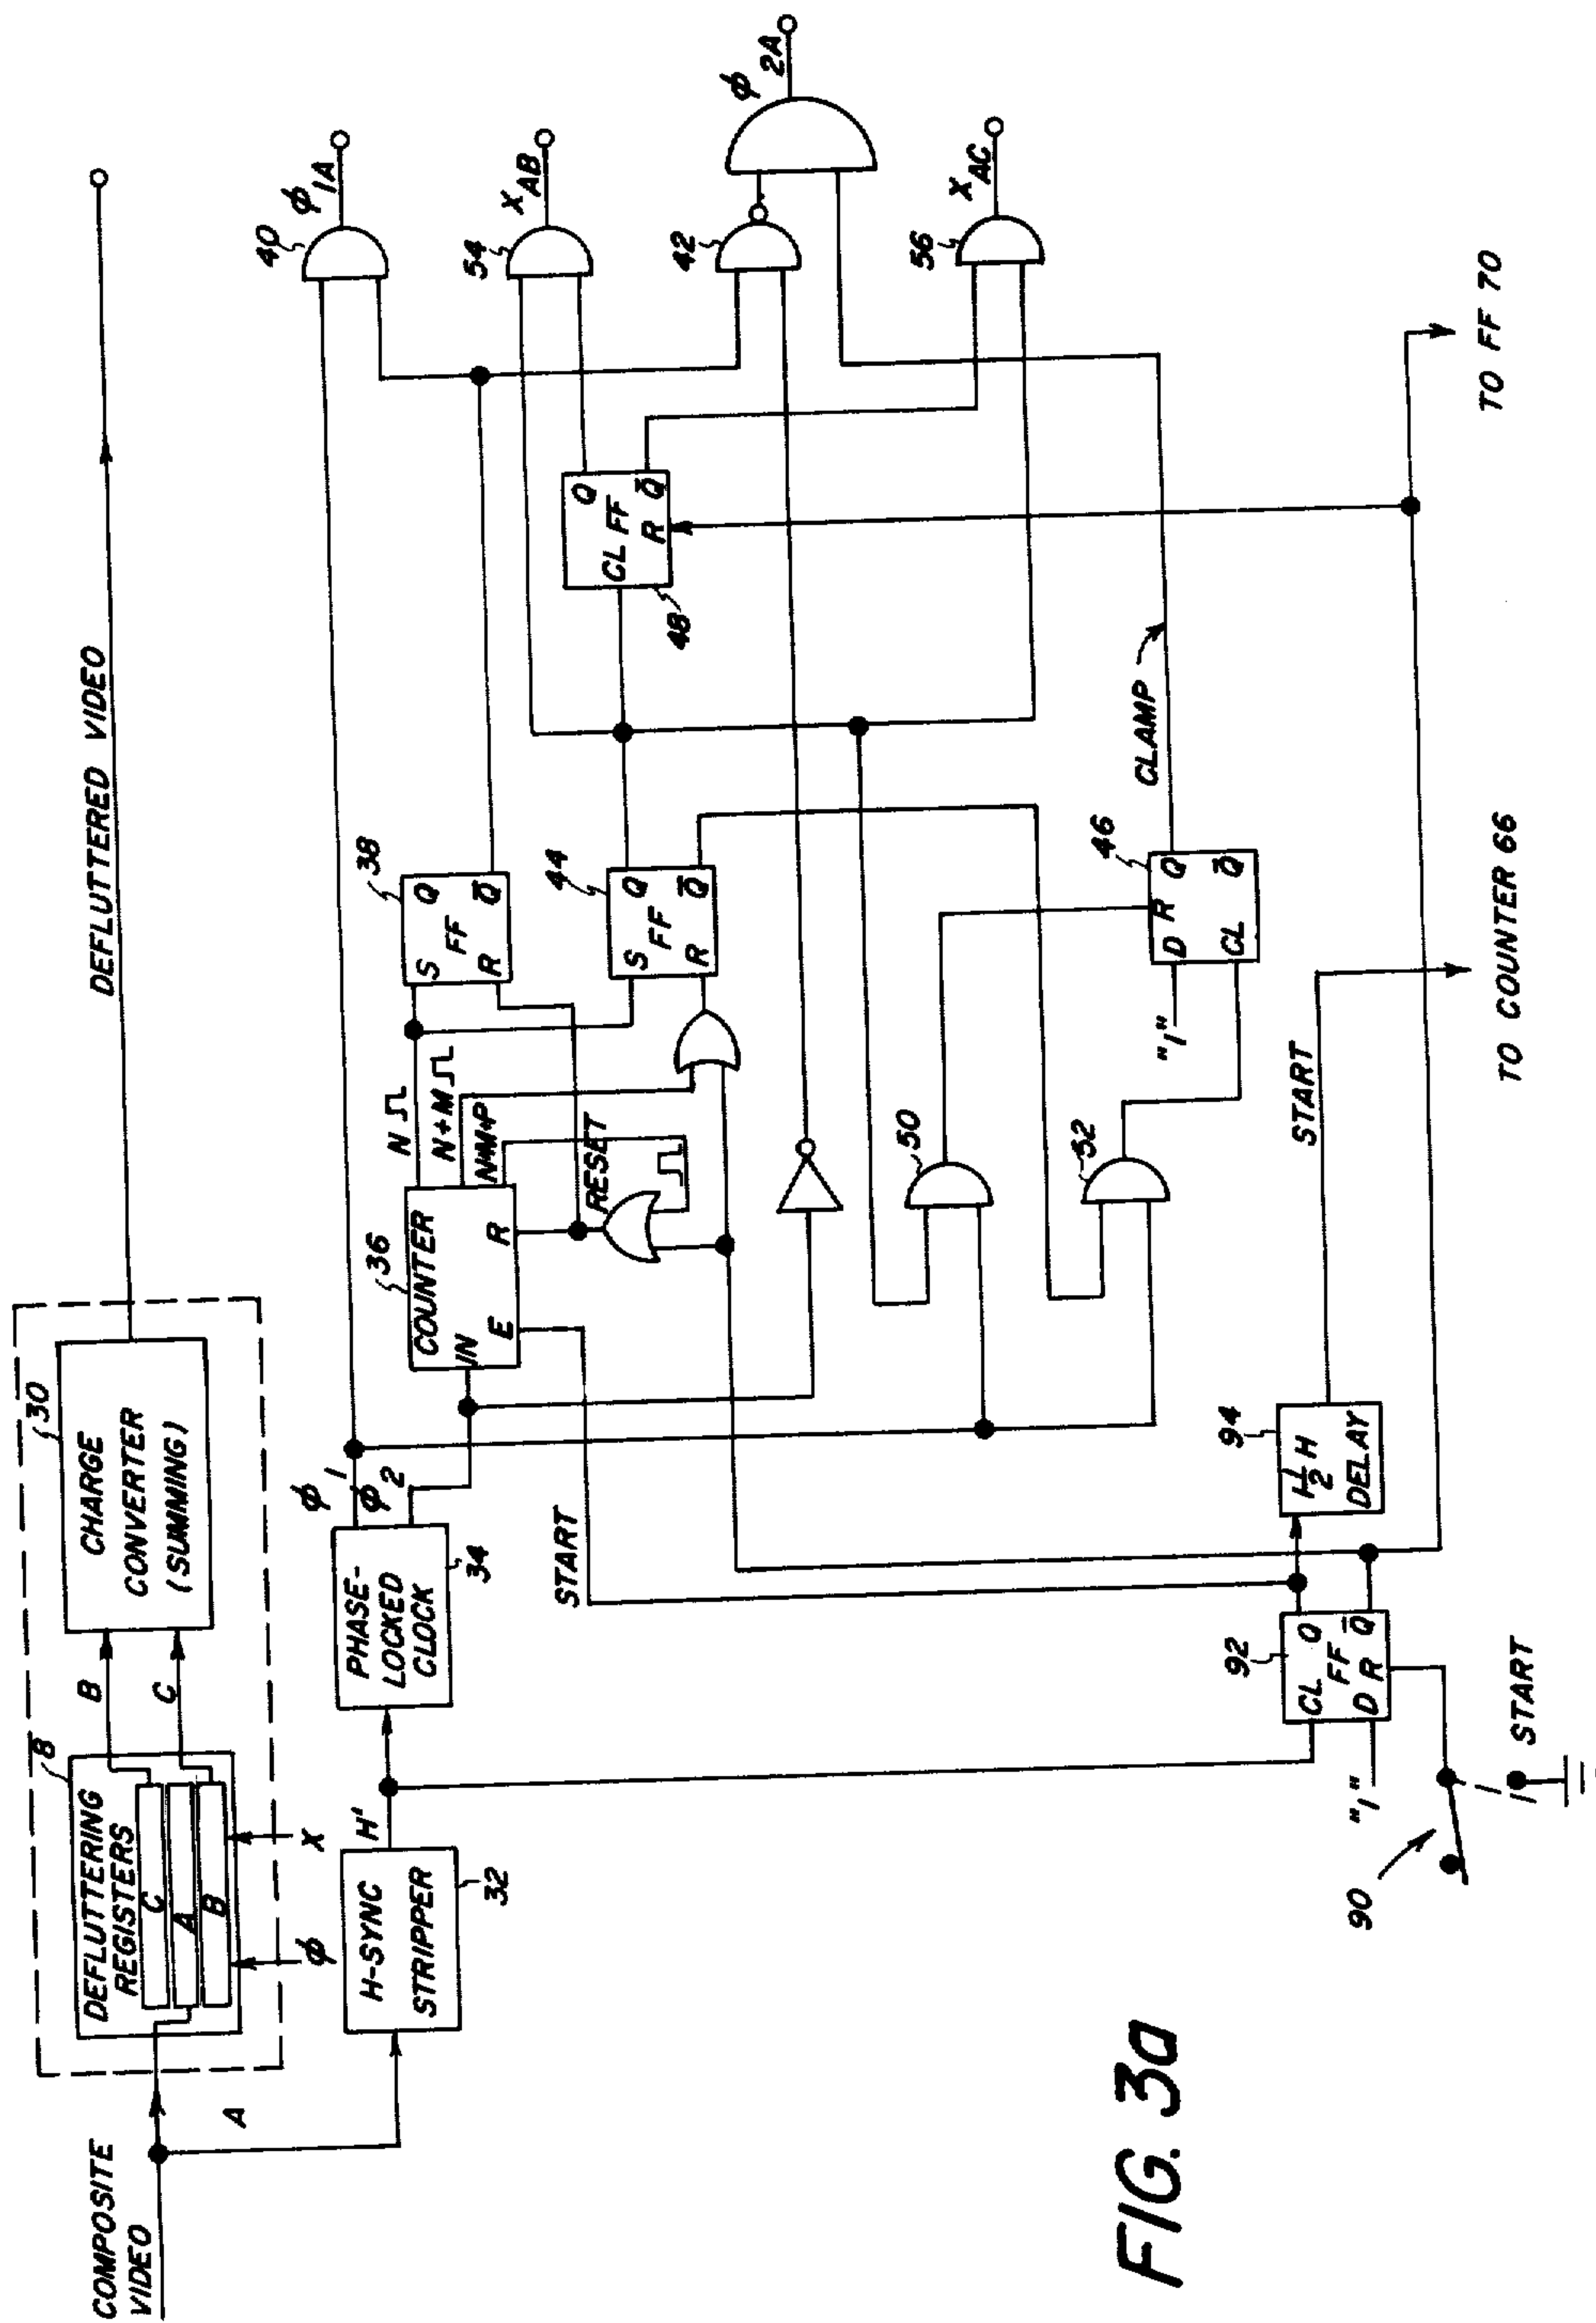 COMPOSITE
VIDEO
A
DEFLUTTERING
REGISTERS
8
C
A
B
φ
X
B
C
30
CHARGE
CONVERTER
(SUMMING)
DEFLUTTERED VIDEO
H-SYNC
STRIPPER
32
H'
PHASE-
LOCKED
CLOCK
34
φ1
φ2
START
36
COUNTER
IN
E
R
N
N+M
N+M+P
RESET
38
S Q
FF
R Q̅
44
S Q
FF
R Q̅
48
CL FF
Q
Q̅
R
40
φ1A
54
XAB
42
φ2A
56
XAC
50
52
46
D R Q
CL Q̅
"1"
CLAMP
92
CL Q
FF
D R Q̅
"1"
90
START
94
1½ H
DELAY
START
TO COUNTER 66
TO FF 70
FIG. 3a